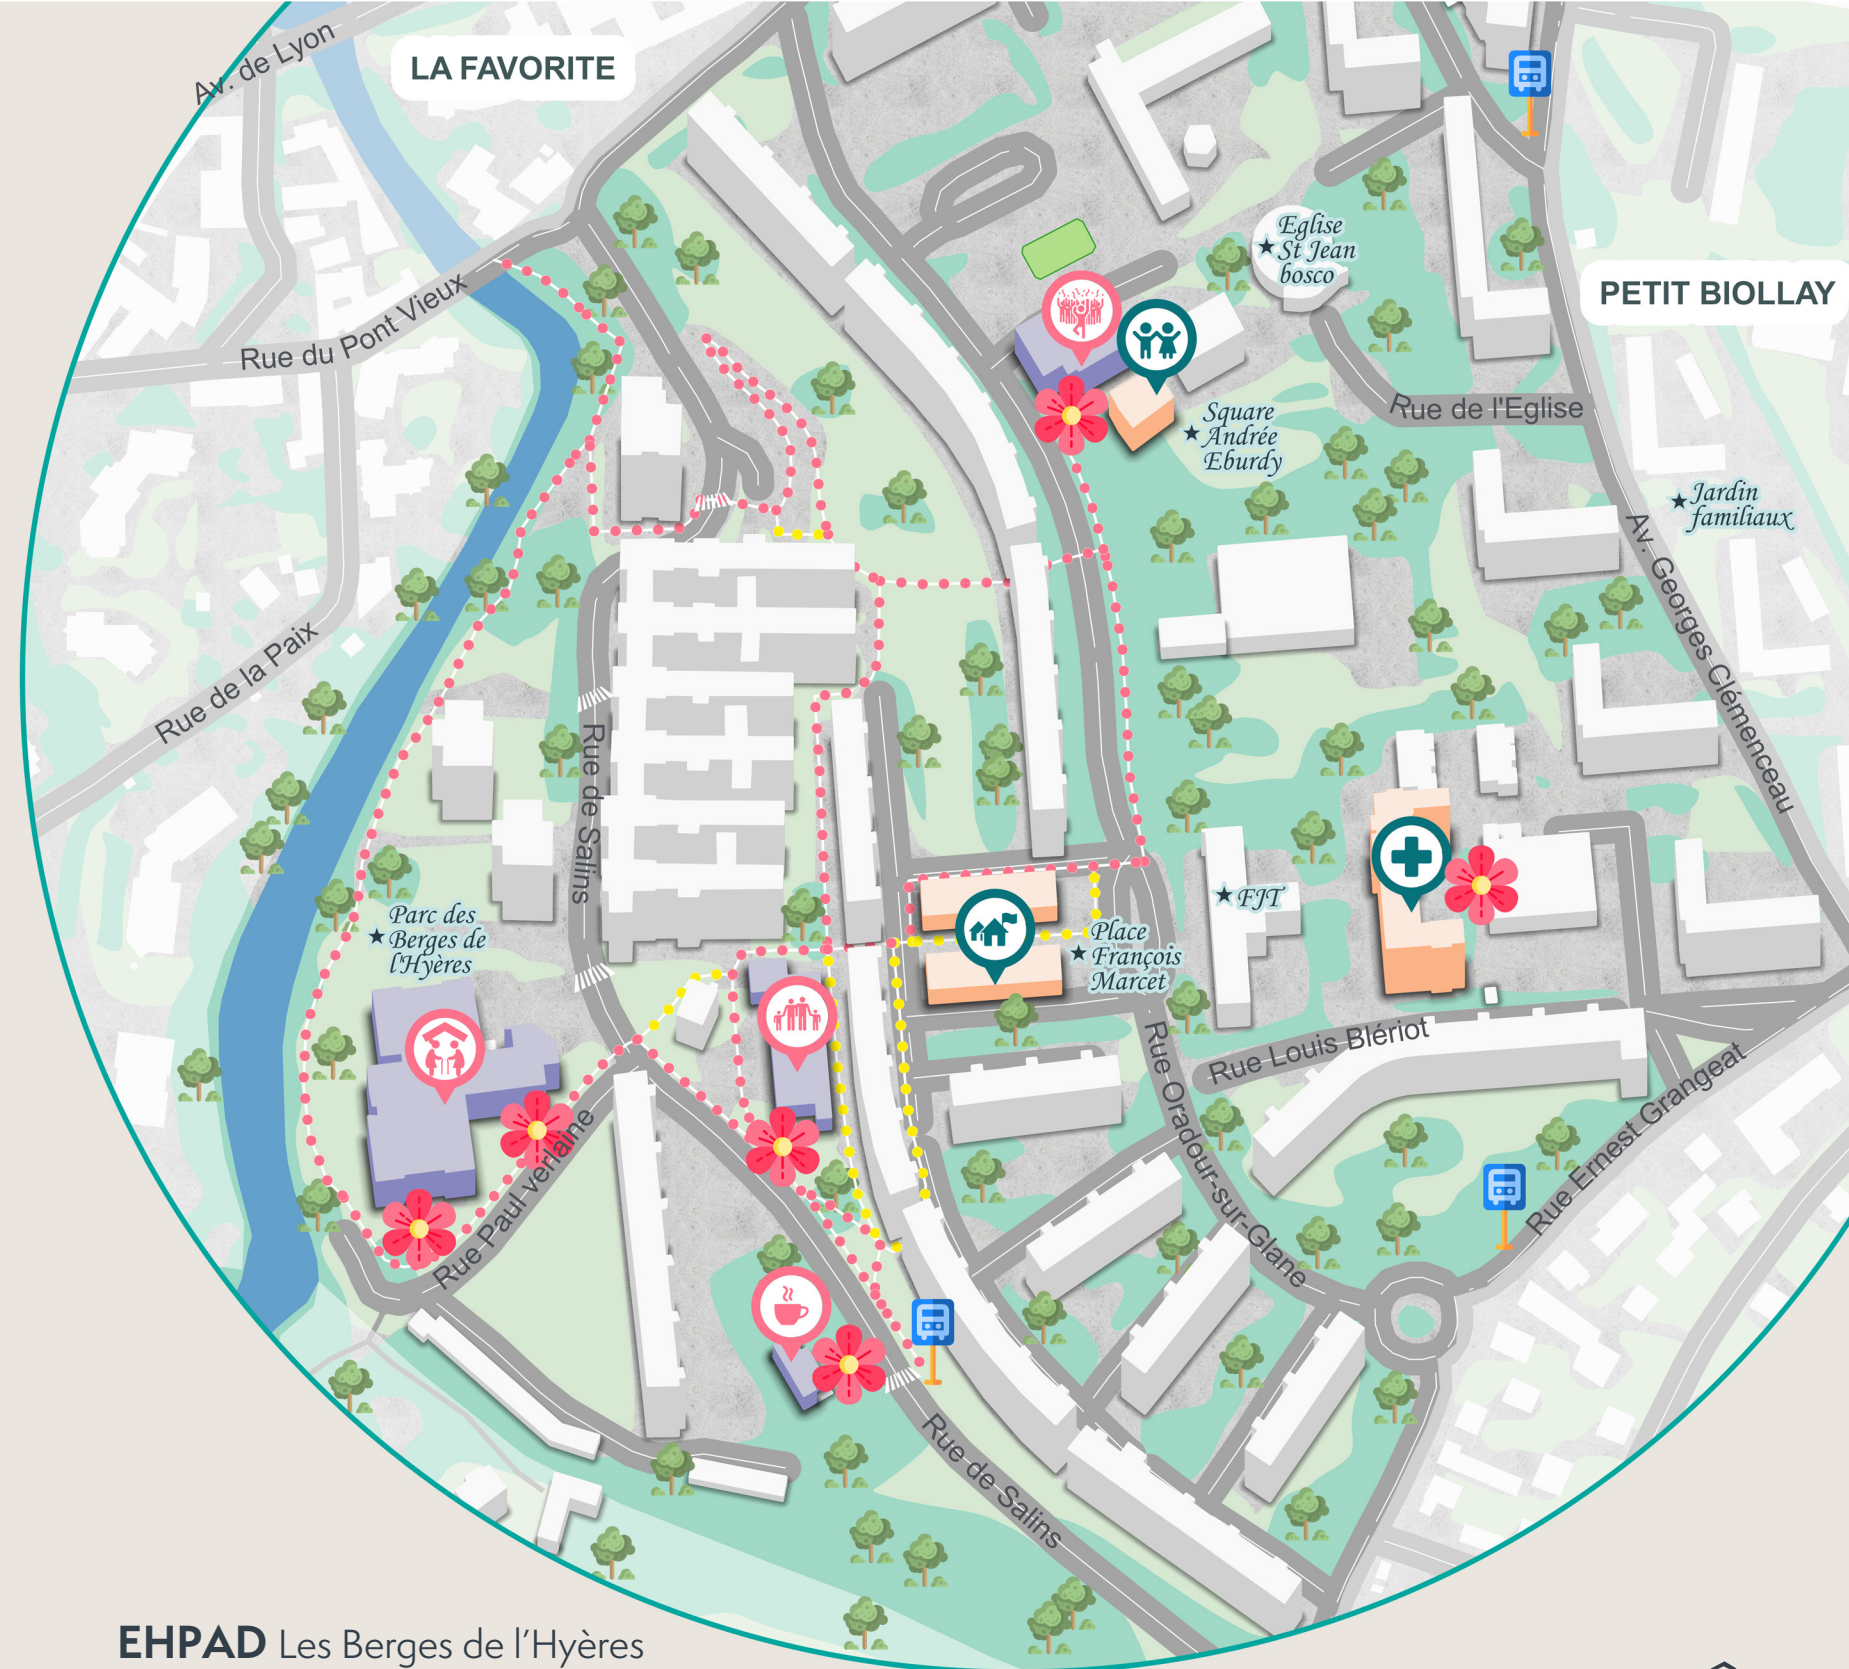 Av. de Lyon
LA FAVORITE
Eglise
St Jean
bosco
PETIT BIOLLAY
Rue du Pont Vieux
Rue de l'Eglise
Square
Andrée
Eburdy
Jardin
familiaux
Av. Georges Clémenceau
Rue de la Paix
Rue de Salins
FJT
Parc des
Berges de
l'Hyères
Place
François
Marcet
Rue Louis Blériot
Rue Oradour-sur-Glane
Rue Ernest Grangeat
Rue Paul verlaine
Rue de Salins
EHPAD Les Berges de l'Hyères